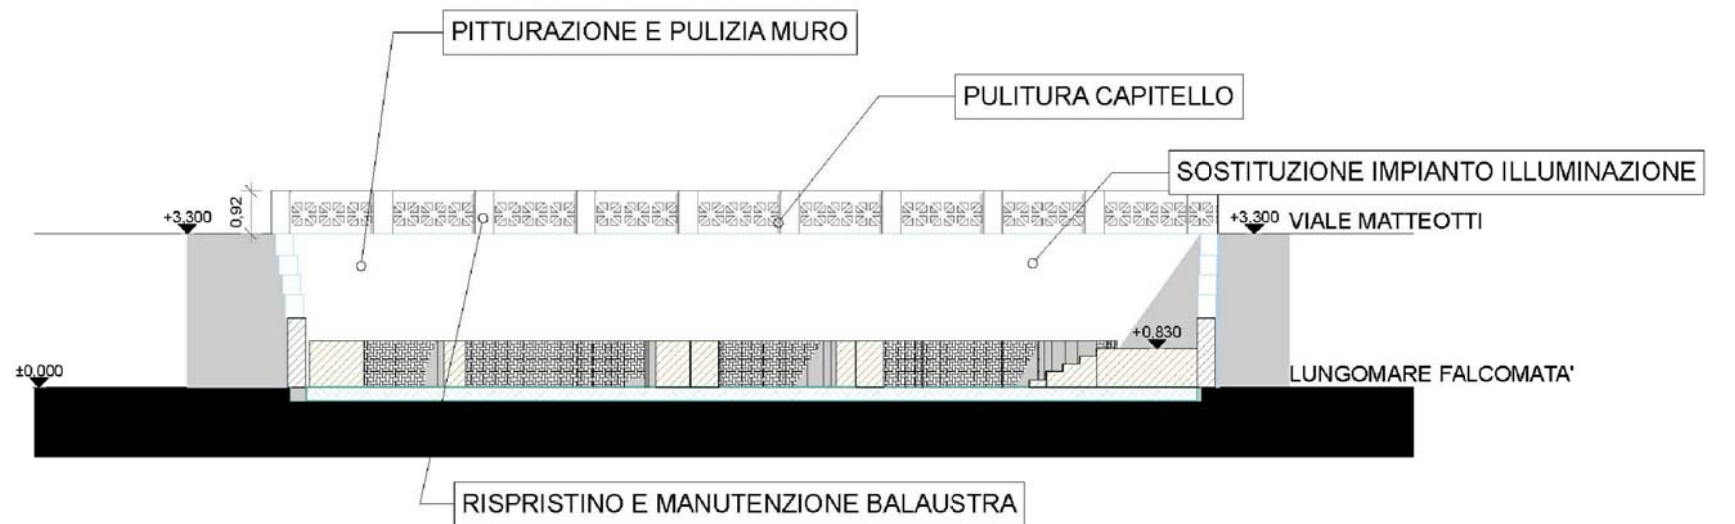 PITTURAZIONE E PULIZIA MURO
PULITURA CAPITELLO
SOSTITUZIONE IMPIANTO ILLUMINAZIONE
0,92
+3,300
+3,300 VIALE MATTEOTTI
+0,830
±0,000
LUNGOMARE FALCOMATA'
RISPRISTINO E MANUTENZIONE BALAUSTRA